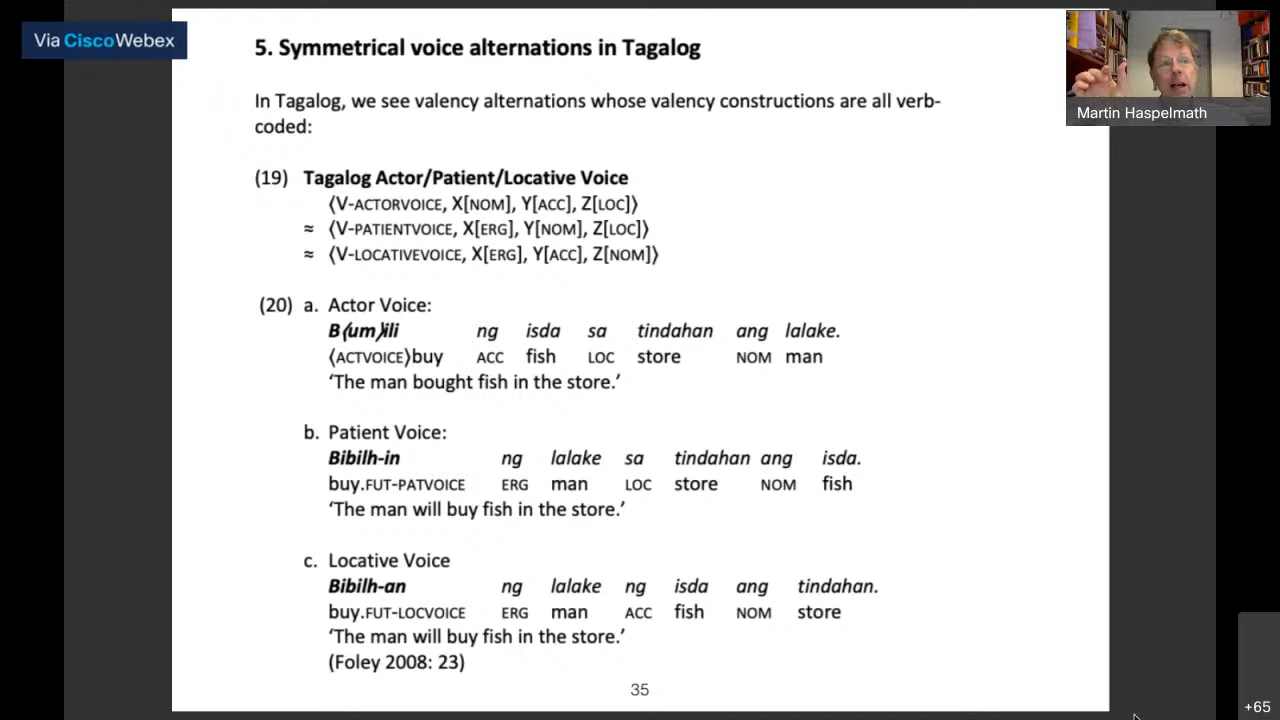 Via CiscoWebex
5. Symmetrical voice alternations in Tagalog
Martin Haspelmath
In Tagalog, we see valency alternations whose valency constructions are all verb-
coded:
(19) Tagalog Actor/Patient/Locative Voice
⟨V-ACTORVOICE, X[NOM], Y[ACC], Z[LOC]⟩
≈ ⟨V-PATIENTVOICE, X[ERG], Y[NOM], Z[LOC]⟩
≈ ⟨V-LOCATIVEVOICE, X[ERG], Y[ACC], Z[NOM]⟩
(20) a. Actor Voice:
B⟨um⟩ili ng isda sa tindahan ang lalake.
⟨ACTVOICE⟩buy ACC fish LOC store NOM man
‘The man bought fish in the store.’
b. Patient Voice:
Bibilh-in ng lalake sa tindahan ang isda.
buy.FUT-PATVOICE ERG man LOC store NOM fish
‘The man will buy fish in the store.’
c. Locative Voice
Bibilh-an ng lalake ng isda ang tindahan.
buy.FUT-LOCVOICE ERG man ACC fish NOM store
‘The man will buy fish in the store.’
(Foley 2008: 23)
35
+65